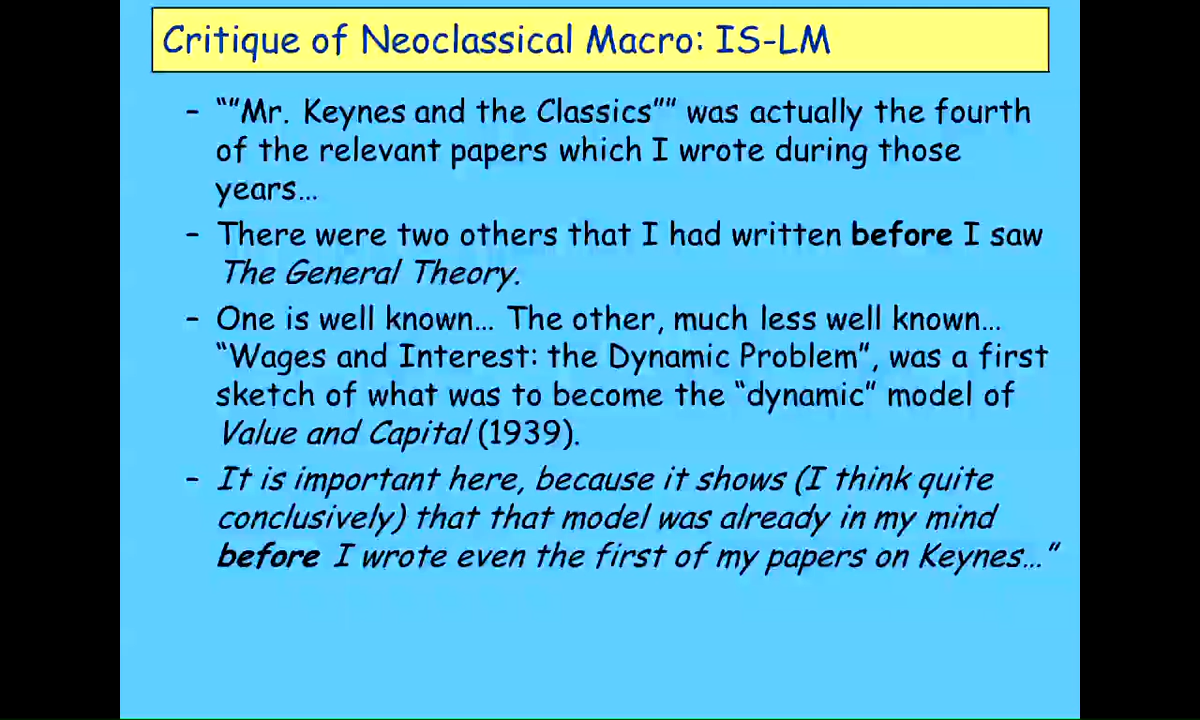 Critique of Neoclassical Macro: IS-LM
– “”Mr. Keynes and the Classics”” was actually the fourth
of the relevant papers which I wrote during those
years…
– There were two others that I had written before I saw
The General Theory.
– One is well known… The other, much less well known…
“Wages and Interest: the Dynamic Problem”, was a first
sketch of what was to become the “dynamic” model of
Value and Capital (1939).
– It is important here, because it shows (I think quite
conclusively) that that model was already in my mind
before I wrote even the first of my papers on Keynes…”